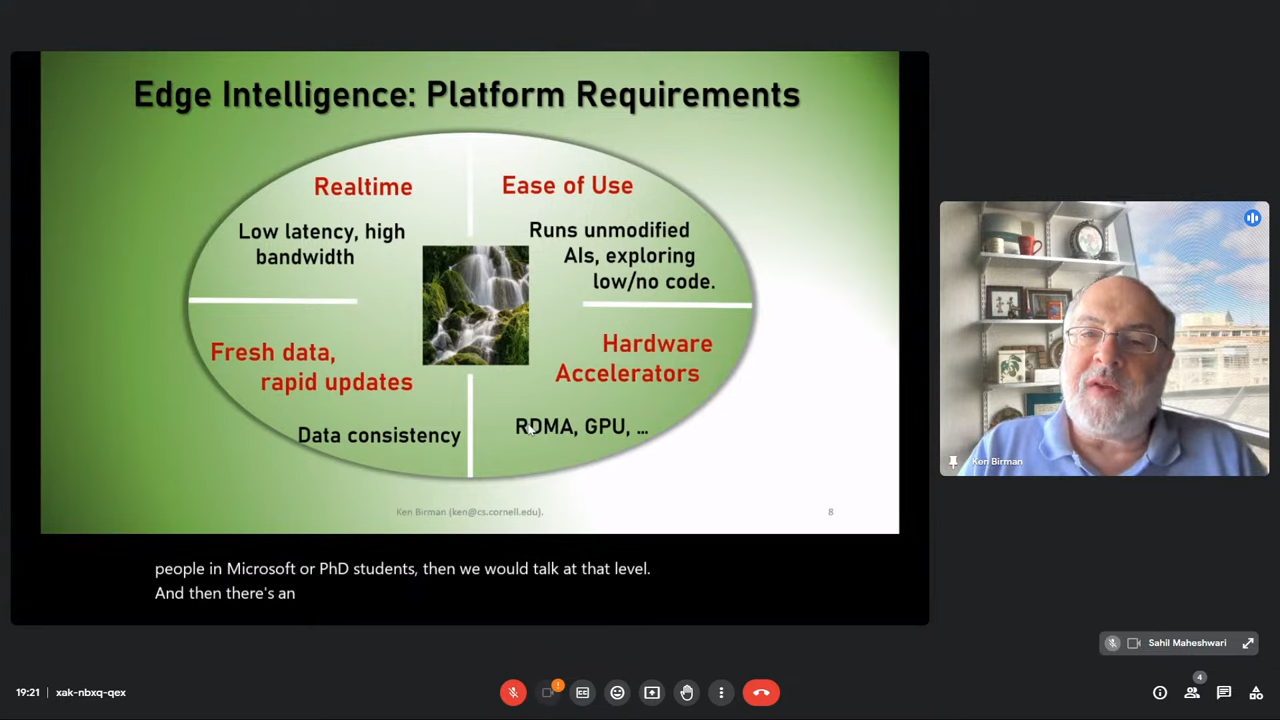 Edge Intelligence: Platform Requirements
Realtime
Low latency, high
bandwidth
Ease of Use
Runs unmodified
AIs, exploring
low/no code.
Fresh data,
rapid updates
Data consistency
Hardware
Accelerators
RDMA, GPU, ...
Ken Birman (ken@cs.cornell.edu).
8
people in Microsoft or PhD students, then we would talk at that level.
And then there's an
Ken Birman
Sahil Maheshwari
19:21 | xak-nbxq-qex
!
4